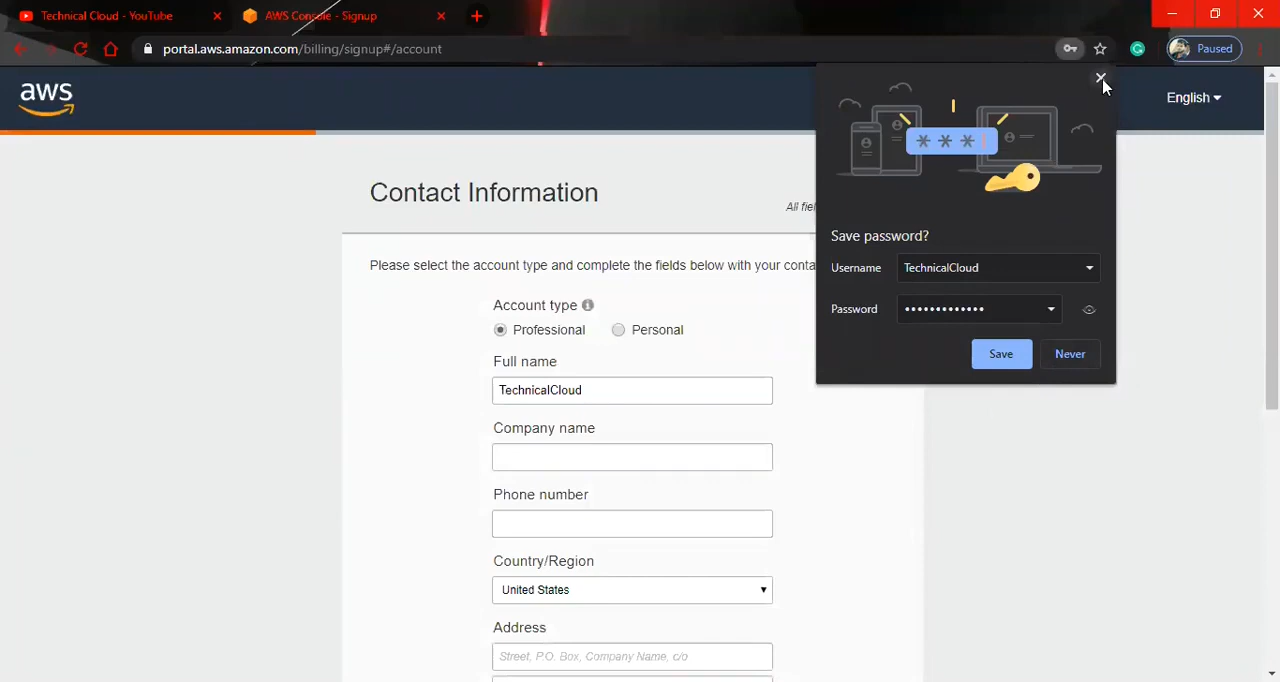 Technical Cloud - YouTube
AWS Console - Signup
portal.aws.amazon.com/billing/signup#/account
Paused
aws
English
Contact Information
All
Please select the account type and complete the fields below with your
Account type
Professional
Personal
Full name
TechnicalCloud
Company name
Phone number
Country/Region
United States
Address
Street, P.O. Box, Company Name, c/o
Save password?
Username
TechnicalCloud
Password
•••••••••••••
Save
Never